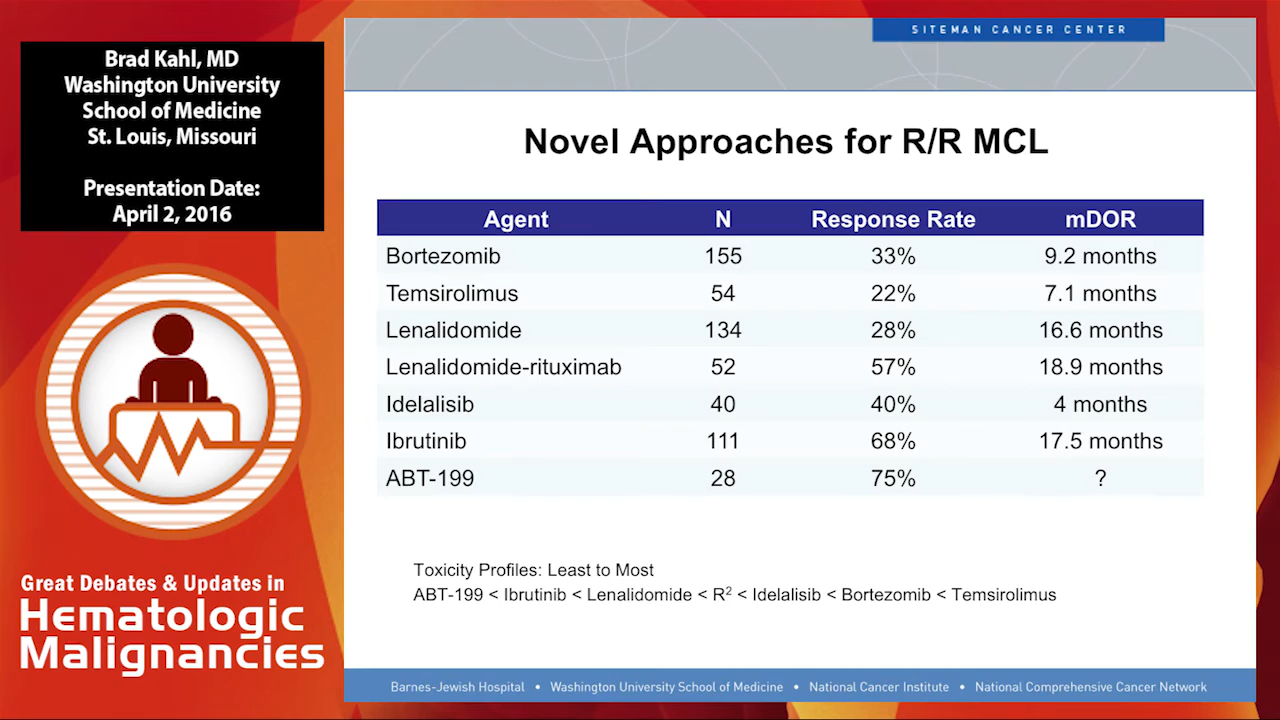 Brad Kahl, MD
Washington University
School of Medicine
St. Louis, Missouri
Presentation Date:
April 2, 2016
Great Debates & Updates in
Hematologic
Malignancies
SITEMAN CANCER CENTER
Novel Approaches for R/R MCL
Agent N Response Rate mDOR
Bortezomib 155 33% 9.2 months
Temsirolimus 54 22% 7.1 months
Lenalidomide 134 28% 16.6 months
Lenalidomide-rituximab 52 57% 18.9 months
Idelalisib 40 40% 4 months
Ibrutinib 111 68% 17.5 months
ABT-199 28 75% ?
Toxicity Profiles: Least to Most
ABT-199 < Ibrutinib < Lenalidomide < R² < Idelalisib < Bortezomib < Temsirolimus
Barnes-Jewish Hospital • Washington University School of Medicine • National Cancer Institute • National Comprehensive Cancer Network